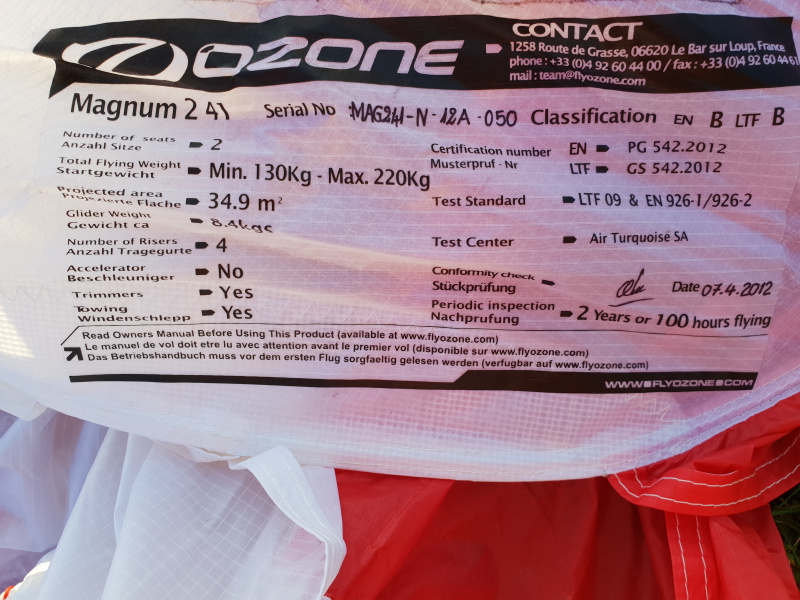 OZONE
CONTACT
1258 Route de Grasse, 06620 Le Bar sur Loup, France
phone : +33 (0)4 92 60 44 00 / fax : +33 (0)4 92 60 44 61
mail : team@flyozone.com
Magnum 2 41 Serial No MAG241-N-12A-050 Classification EN B LTF B
Number of seats
Anzahl Sitze 2
Total Flying Weight
Startgewicht Min. 130Kg - Max. 220Kg
Projected area
Projezierte Flache 34.9 m²
Glider Weight
Gewicht ca 8.4kgs
Number of Risers
Anzahl Tragegurte 4
Accelerator
Beschleuniger No
Trimmers Yes
Towing
Windenschlepp Yes
Certification number EN PG 542.2012
Musterpruf - Nr LTF GS 542.2012
Test Standard LTF 09 & EN 926-1/926-2
Test Center Air Turquoise SA
Conformity check
Stückprüfung Date 07.4.2012
Periodic inspection
Nachprufung 2 Years or 100 hours flying
Read Owners Manual Before Using This Product (available at www.flyozone.com)
Le manuel de vol doit etre lu avec attention avant le premier vol (disponible sur www.flyozone.com)
Das Betriebshandbuch muss vor dem ersten Flug sorgfaeltig gelesen werden (verfugbar auf www.flyozone.com)
WWW■FLYOZONE■COM